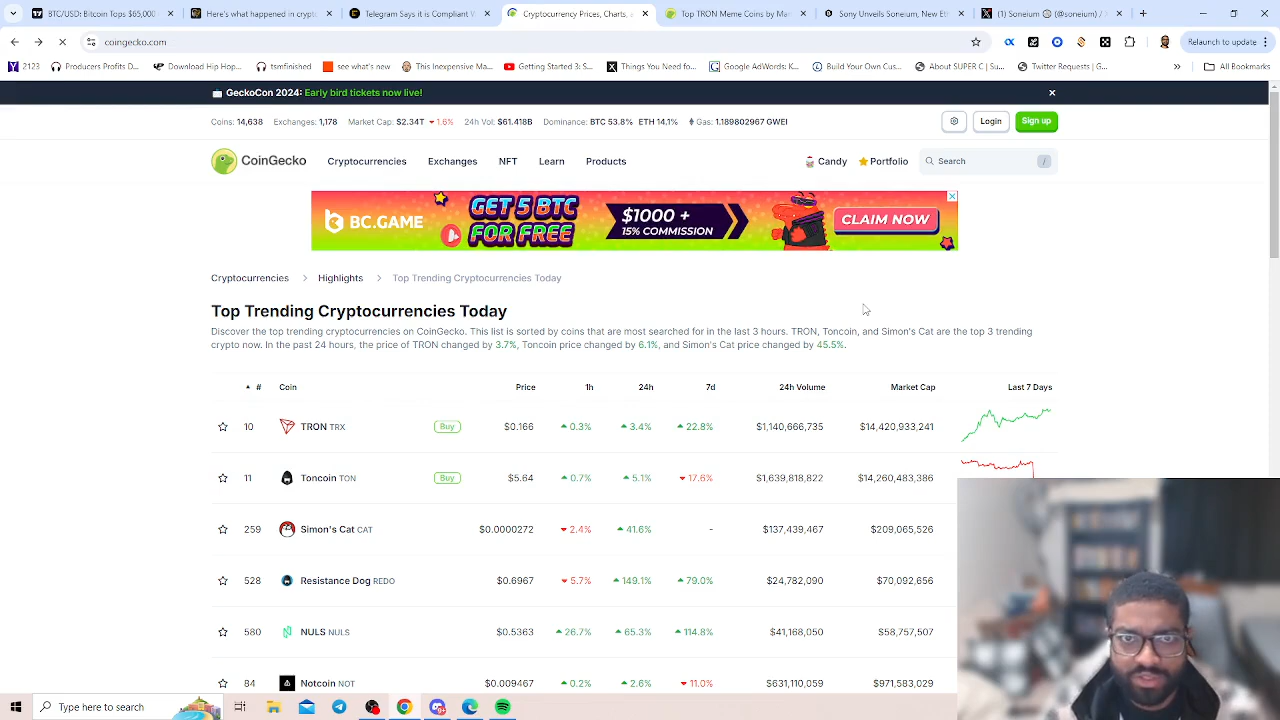 BTC/USD: Bitcoin Tops $65,000
What happened to Kristines
Telegram Says It's Compliant V
Cryptocurrency Prices, Charts, a
Top TON Meme Coins by Mar
Sony Unveils Soneium, New Et
(1) Soneium (@soneium) /
coingecko.com
Relaunch to update
2123
Producers Profits D...
Download Hip Hop...
tsrdmed red
see what's new
This Inexpensive Ma...
Getting Started 3: S...
Things You Need fo...
Google AdWords: K...
Build Your Own Cus...
About SUPER C | Su...
Twitter Requests / G...
»
All Bookmarks
GeckoCon 2024: Early bird tickets now live!
Exchanges: 1,178 Market Cap: $2.34T 1.6% 24h Vol: $61.418B Dominance: BTC 53.8% ETH 14.1% Gas: 1.189802967 GWEI
Login
Sign up
CoinGecko
Cryptocurrencies
Exchanges
NFT
Learn
Products
Candy
Portfolio
Search
/
BC.GAME
GET 5 BTC
FOR FREE
$1000 +
15% COMMISSION
CLAIM NOW
Cryptocurrencies > Highlights > Top Trending Cryptocurrencies Today
Top Trending Cryptocurrencies Today
Discover the top trending cryptocurrencies on CoinGecko. This list is sorted by coins that are most searched for in the last 3 hours. TRON, Toncoin, and Simon's Cat are the top 3 trending
crypto now. In the last 24 hours, the price of TRON changed by 3.7%, Toncoin price changed by 6.1%, and Simon's Cat price changed by 45.5%.
# Coin Price 1h 24h 7d 24h Volume Market Cap Last 7 Days
10 TRON TRX Buy $0.166 0.3% 3.4% 22.8% $1,140,666,735 $14,420,933,241
11 Toncoin TON Buy $5.64 0.7% 5.1% 17.6% $1,639,818,822 $14,260,483,386
259 Simon's Cat CAT $0.0000272 2.4% 41.6% - $137,439,467 $209,065,526
528 Resistance Dog REDO $0.6967 5.7% 149.1% 79.0% $24,782,090 $70,092,656
580 NULS NULS $0.5363 26.7% 65.3% 114.8% $41,168,050 $58,757,507
84 Notcoin NOT $0.009467 0.2% 2.6% 11.0% $631,110,059 $971,583,029
Type here to search